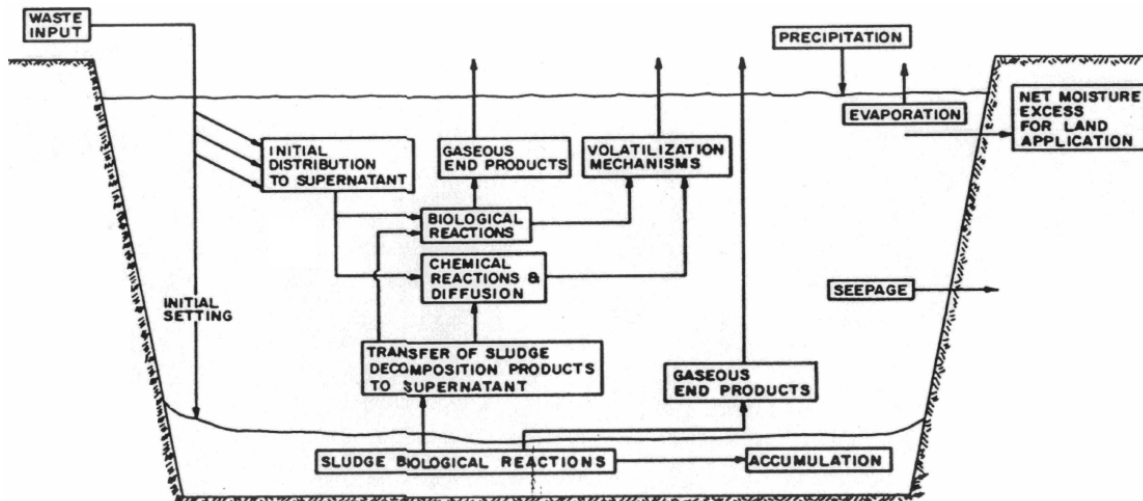 WASTE
INPUT
PRECIPITATION
EVAPORATION
NET MOISTURE
EXCESS
FOR LAND
APPLICATION
INITIAL
DISTRIBUTION
TO SUPERNATANT
GASEOUS
END PRODUCTS
VOLATILIZATION
MECHANISMS
BIOLOGICAL
REACTIONS
CHEMICAL
REACTIONS &
DIFFUSION
SEEPAGE
INITIAL
SETTING
TRANSFER OF SLUDGE
DECOMPOSITION PRODUCTS
TO SUPERNATANT
GASEOUS
END PRODUCTS
SLUDGE BIOLOGICAL REACTIONS
ACCUMULATION